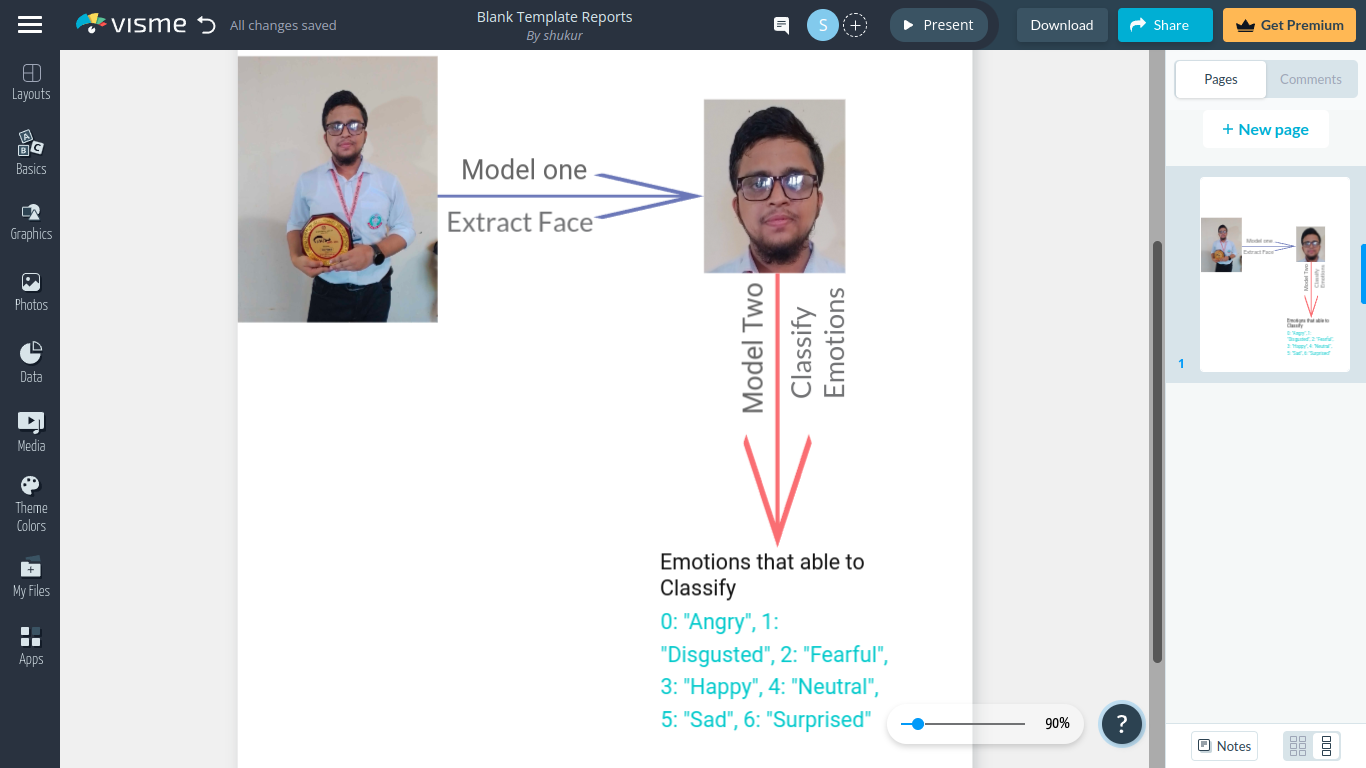 visme
All changes saved
Blank Template Reports
By shukur
S
Present
Download
Share
Get Premium
Layouts
Basics
Graphics
Photos
Data
Media
Theme
Colors
My Files
Apps
Model one
Extract Face
Model Two
Classify
Emotions
Emotions that able to
Classify
0: "Angry", 1:
"Disgusted", 2: "Fearful",
3: "Happy", 4: "Neutral",
5: "Sad", 6: "Surprised"
90%
?
Pages
Comments
+ New page
Model one
Extract Face
Model Two
Classify
Emotions
Emotions that able to
Classify
0: "Angry", 1:
"Disgusted", 2: "Fearful",
3: "Happy", 4: "Neutral",
5: "Sad", 6: "Surprised"
1
Notes